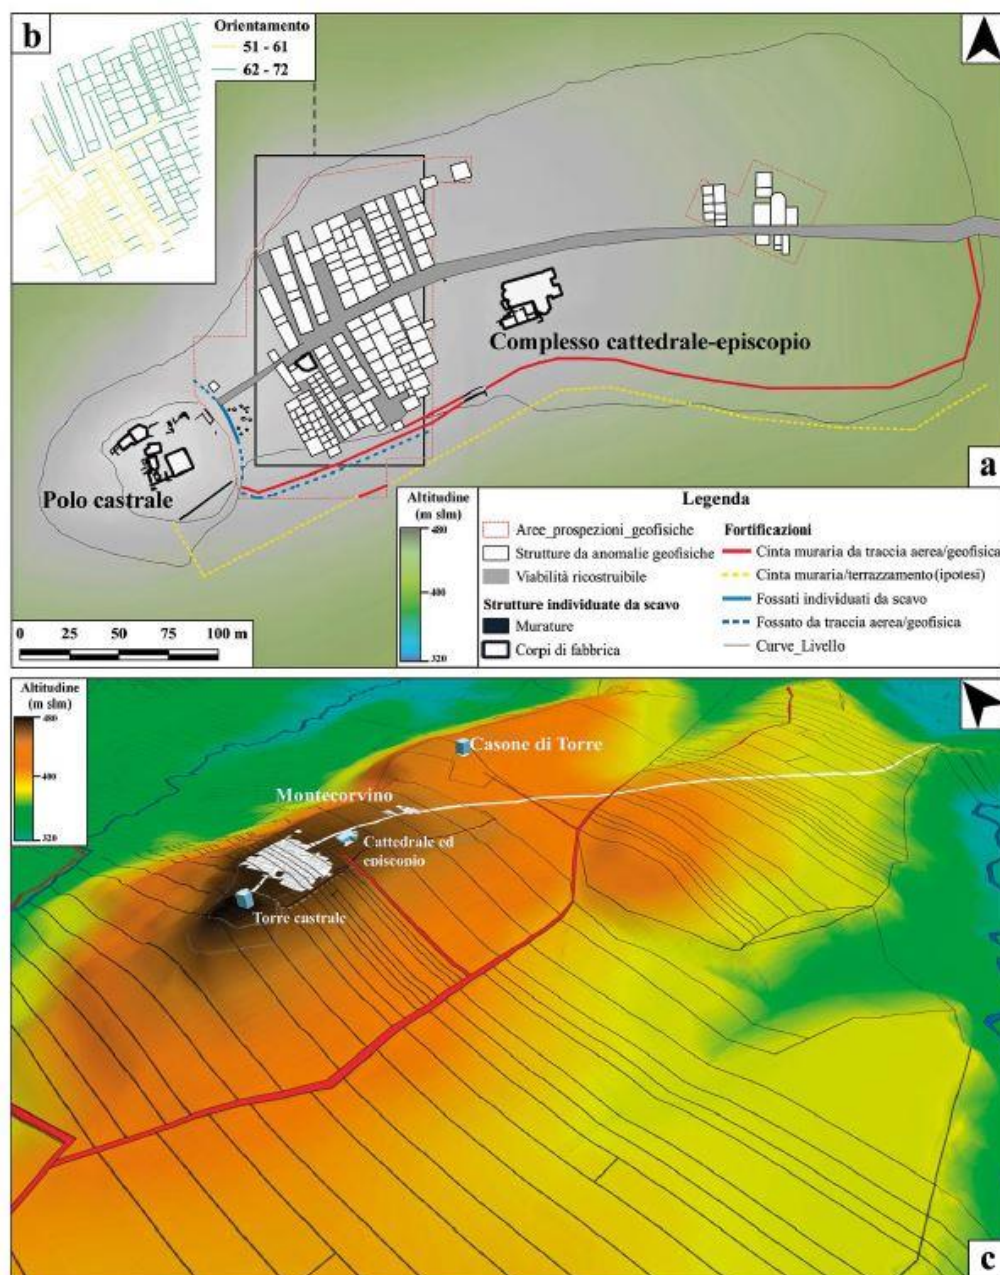 b
Orientamento
51 - 61
62 - 72
Complesso cattedrale-episcopio
Polo castrale
a
Altitudine
(m slm)
480
400
320
Legenda
Aree_prospezioni_geofisiche
Strutture da anomalie geofisiche
Viabilità ricostruibile
Strutture individuate da scavo
Murature
Corpi di fabbrica
Fortificazioni
Cinta muraria da traccia aerea/geofisica
Cinta muraria/terrazzamento (ipotesi)
Fossati individuati da scavo
Fossato da traccia aerea/geofisica
Curve_Livello
0 25 50 75 100 m
Altitudine
(m slm)
480
400
320
Casone di Torre
Montecorvino
Cattedrale ed
episcopio
Torre castrale
c